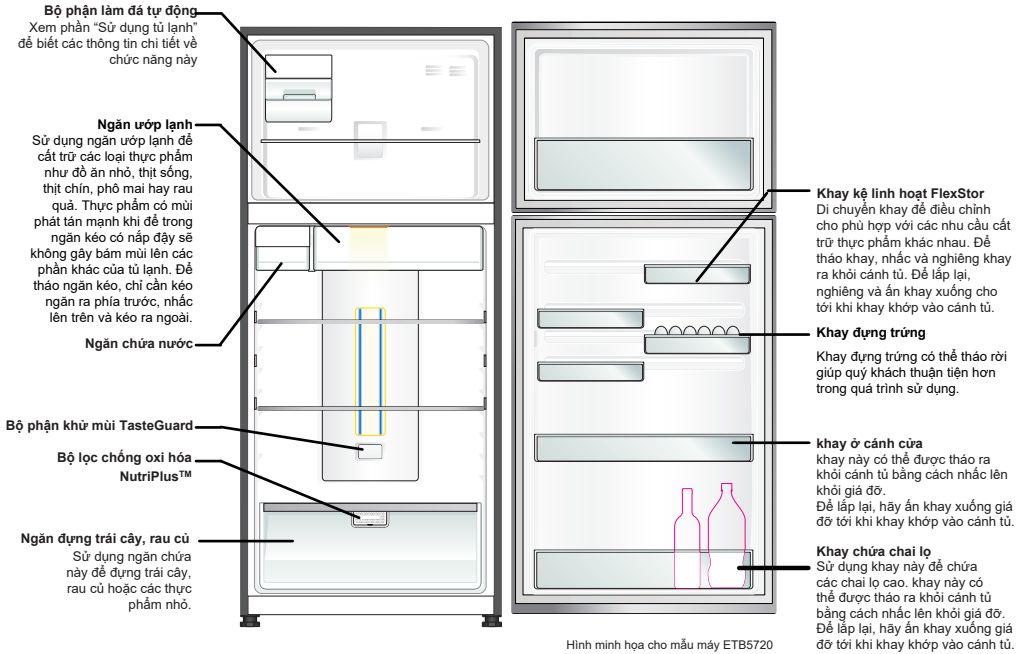 Bộ phận làm đá tự động
Xem phần “Sử dụng tủ lạnh”
để biết các thông tin chi tiết về
chức năng này
Ngăn ướp lạnh
Sử dụng ngăn ướp lạnh để
cất trữ các loại thực phẩm
như đồ ăn nhỏ, thịt sống,
thịt chín, phô mai hay rau
quả. Thực phẩm có mùi
phát tán mạnh khi để trong
ngăn kéo có nắp đậy sẽ
không gây bám mùi lên các
phần khác của tủ lạnh. Để
tháo ngăn kéo, chỉ cần kéo
ngăn ra phía trước, nhấc
lên trên và kéo ra ngoài.
Ngăn chứa nước
Bộ phận khử mùi TasteGuard
Bộ lọc chống oxi hóa
NutriPlus™
Ngăn đựng trái cây, rau củ
Sử dụng ngăn chứa
này để đựng trái cây,
rau củ hoặc các thực
phẩm nhỏ.
Khay kệ linh hoạt FlexStor
Di chuyển khay để điều chỉnh
cho phù hợp với các nhu cầu cất
trữ thực phẩm khác nhau. Để
tháo khay, nhấc và nghiêng khay
ra khỏi cánh tủ. Để lắp lại,
nghiêng và ấn khay xuống cho
tới khi khay khớp vào cánh tủ.
Khay đựng trứng
Khay đựng trứng có thể tháo rời
giúp quý khách thuận tiện hơn
trong quá trình sử dụng.
khay ở cánh cửa
khay này có thể được tháo ra
khỏi cánh tủ bằng cách nhấc lên
khỏi giá đỡ.
Để lắp lại, hãy ấn khay xuống giá
đỡ tới khi khay khớp vào cánh tủ.
Khay chứa chai lọ
Sử dụng khay này để chứa
các chai lọ cao. khay này có
thể được tháo ra khỏi cánh tủ
bằng cách nhấc lên khỏi giá đỡ.
Để lắp lại, hãy ấn khay xuống giá
đỡ tới khi khay khớp vào cánh tủ.
Hình minh họa cho mẫu máy ETB5720